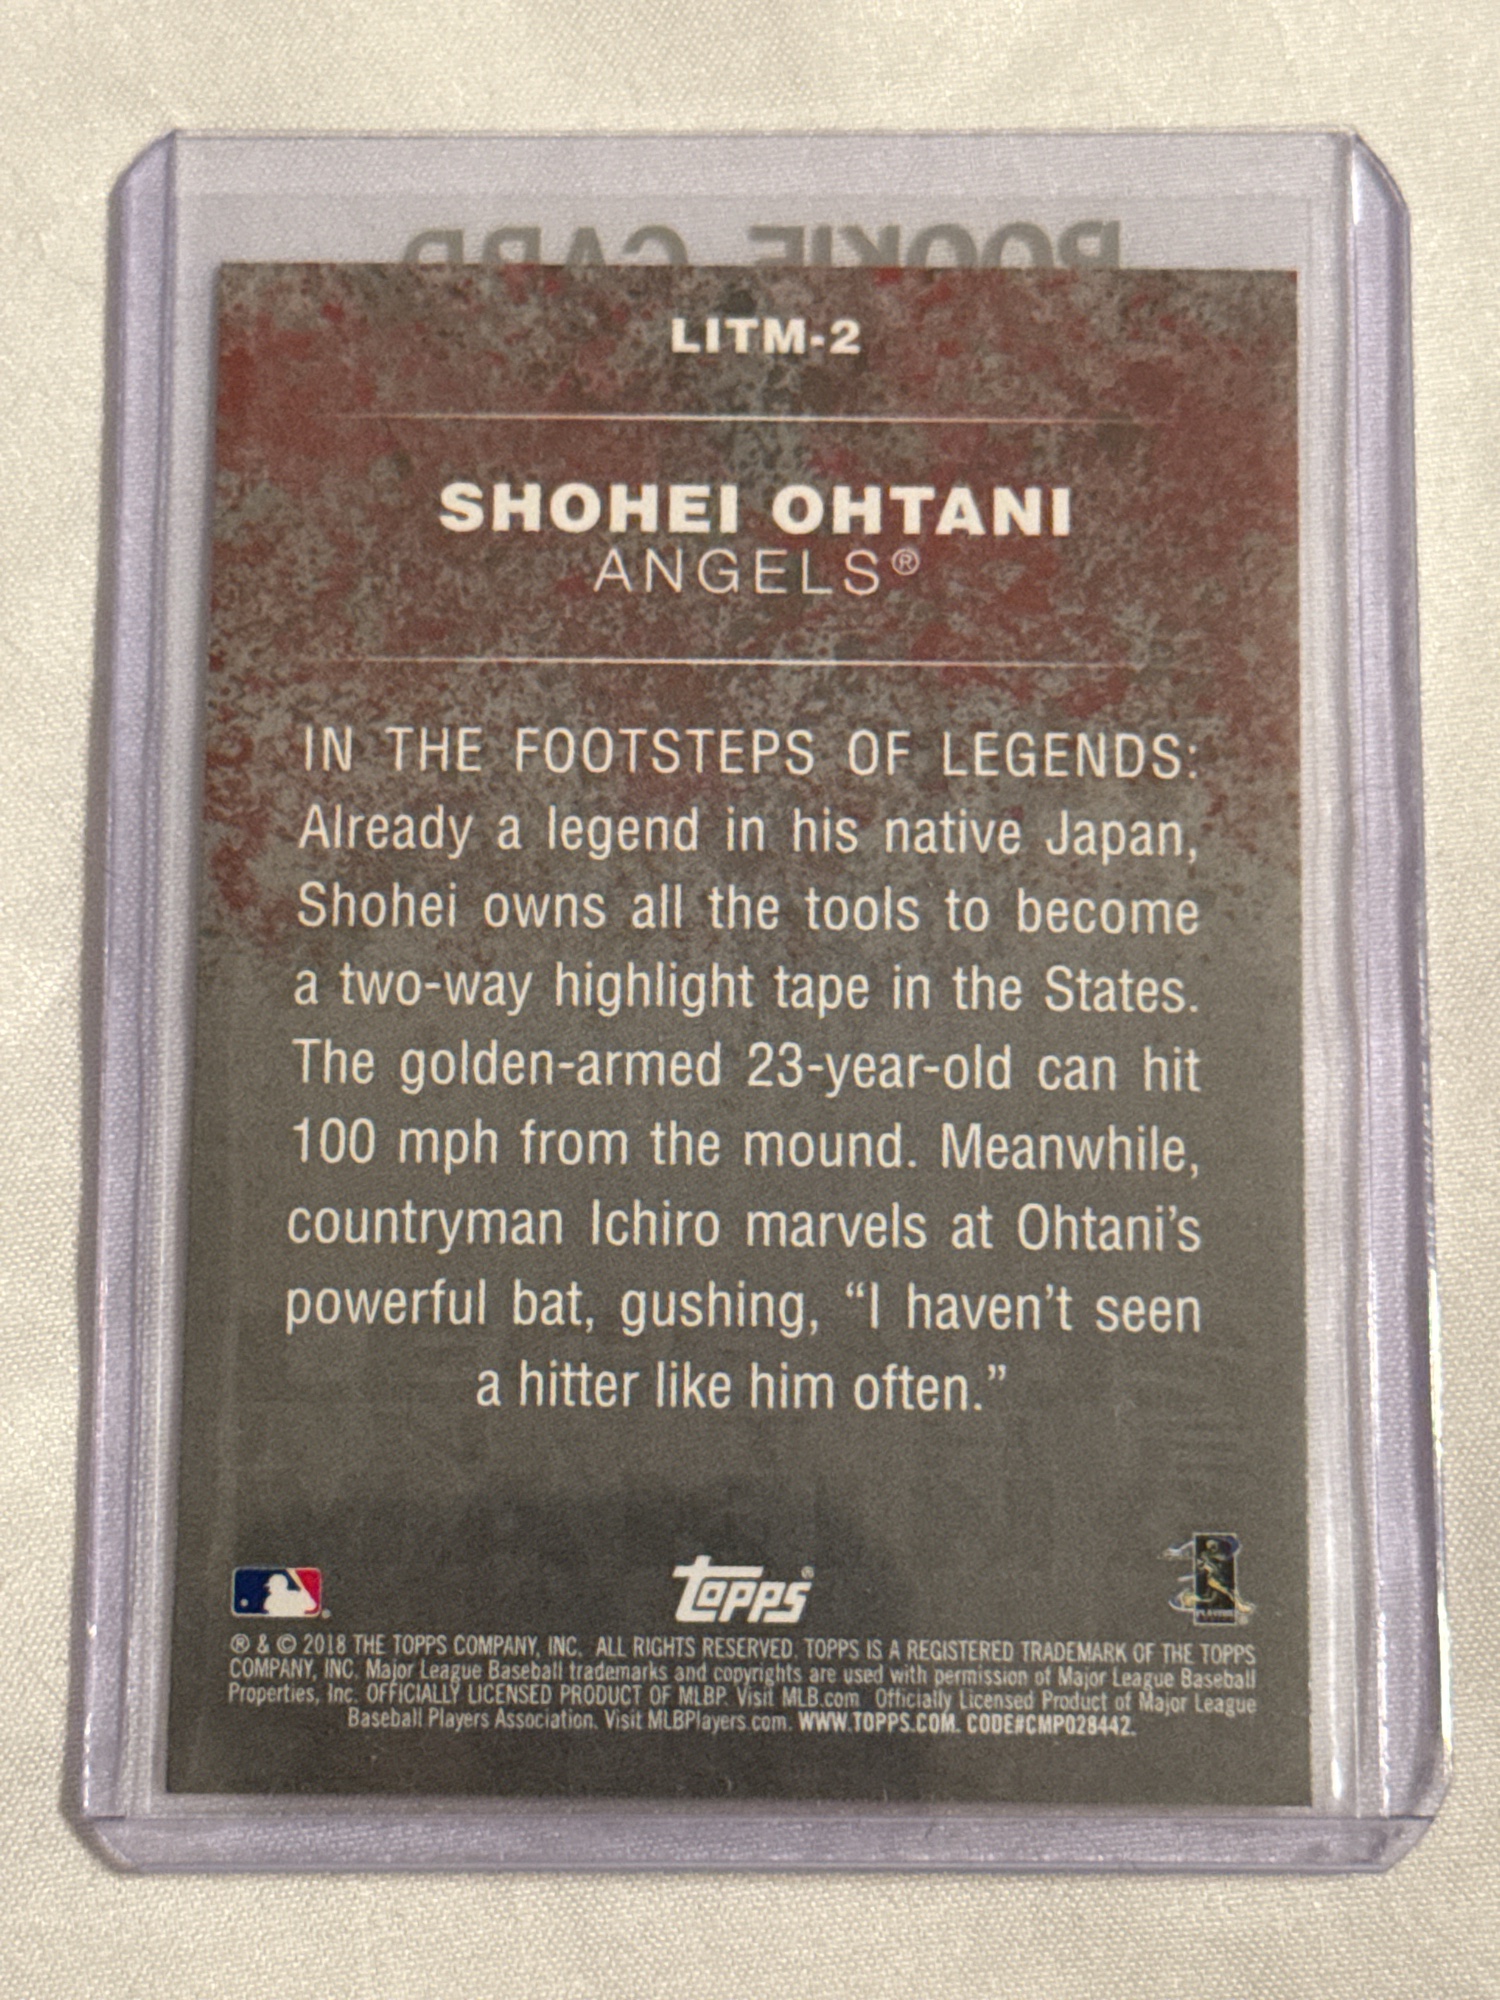 ROOKIE CARD
LITM-2
SHOHEI OHTANI
ANGELS®
IN THE FOOTSTEPS OF LEGENDS:
Already a legend in his native Japan,
Shohei owns all the tools to become
a two-way highlight tape in the States.
The golden-armed 23-year-old can hit
100 mph from the mound. Meanwhile,
countryman Ichiro marvels at Ohtani's
powerful bat, gushing, “I haven't seen
a hitter like him often.”
Topps®
PLAYERS
® & © 2018 THE TOPPS COMPANY, INC. ALL RIGHTS RESERVED. TOPPS IS A REGISTERED TRADEMARK OF THE TOPPS
COMPANY, INC. Major League Baseball trademarks and copyrights are used with permission of Major League Baseball
Properties, Inc. OFFICIALLY LICENSED PRODUCT OF MLBP. Visit MLB.com Officially Licensed Product of Major League
Baseball Players Association. Visit MLBPlayers.com. WWW.TOPPS.COM. CODE#CMP028442.